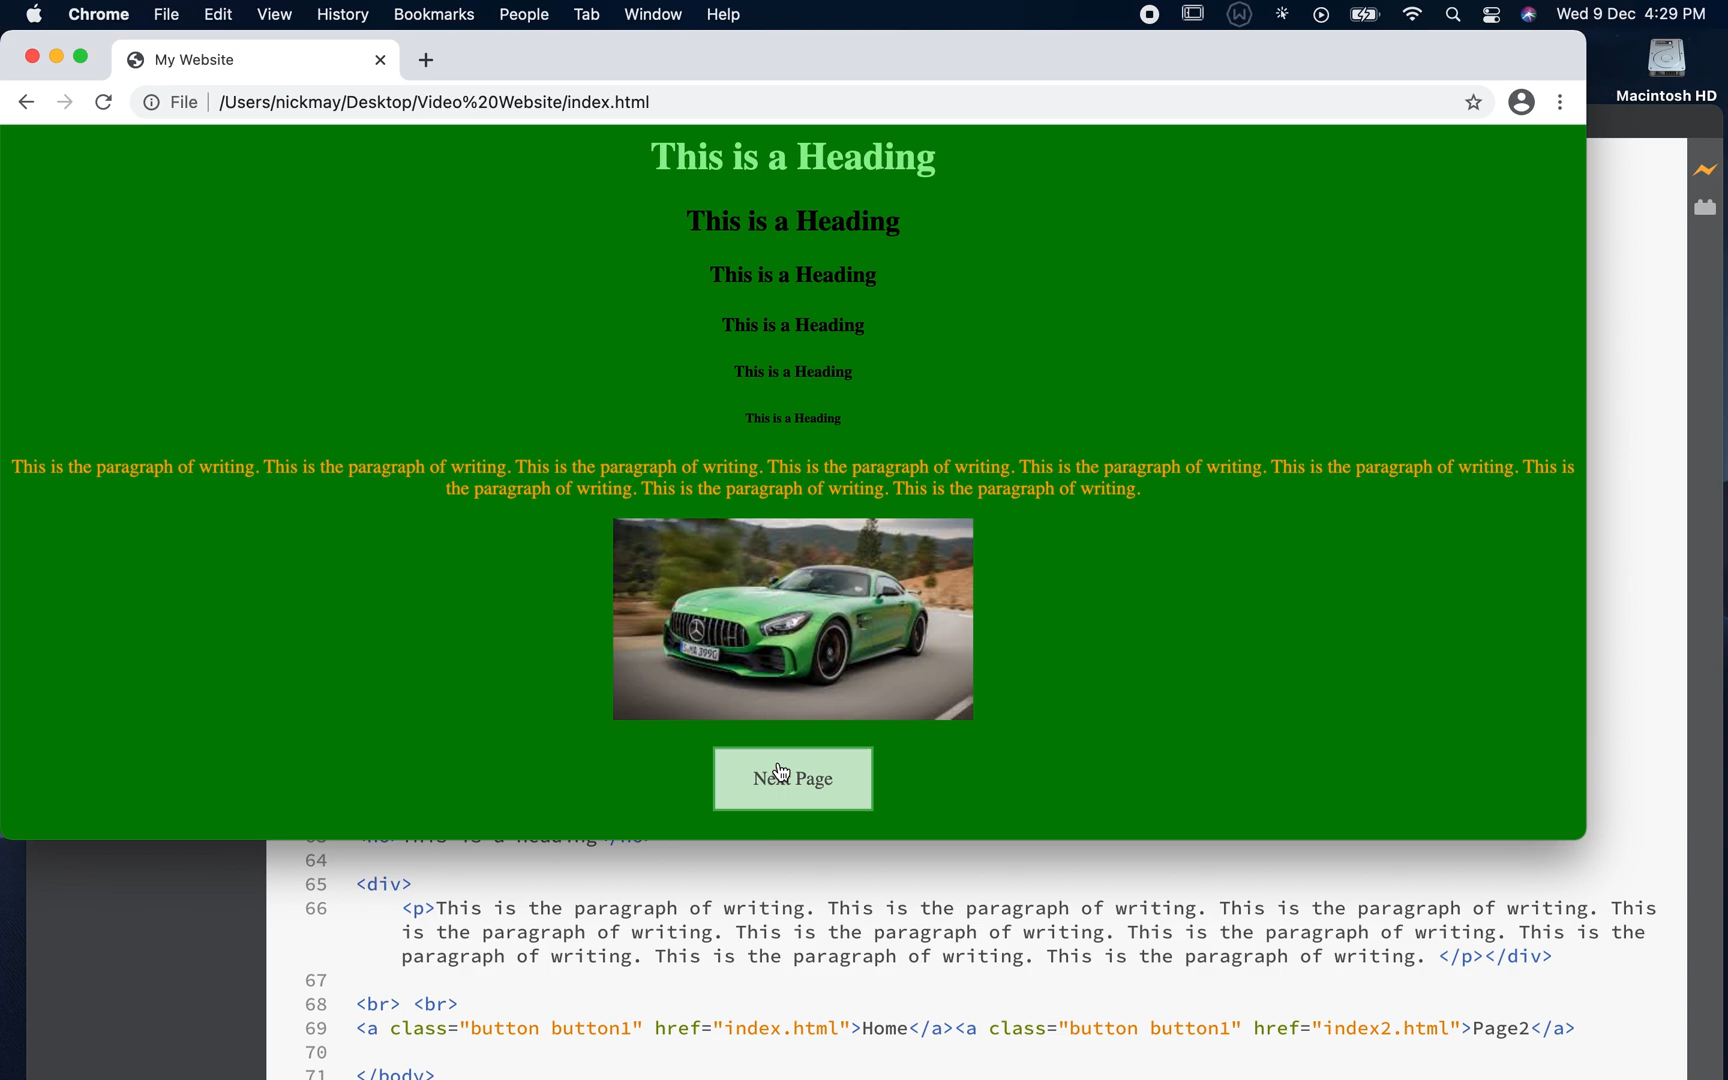 Chrome File Edit View History Bookmarks People Tab Window Help Wed 9 Dec 4:29 PM
My Website
File /Users/nickmay/Desktop/Video%20Website/index.html
Macintosh HD
This is a Heading
This is a Heading
This is a Heading
This is a Heading
This is a Heading
This is a Heading
This is the paragraph of writing. This is the paragraph of writing. This is the paragraph of writing. This is the paragraph of writing. This is the paragraph of writing. This is the paragraph of writing. This is
the paragraph of writing. This is the paragraph of writing. This is the paragraph of writing.
Next Page
64
65 <div>
66 <p>This is the paragraph of writing. This is the paragraph of writing. This is the paragraph of writing. This
is the paragraph of writing. This is the paragraph of writing. This is the paragraph of writing. This is the
paragraph of writing. This is the paragraph of writing. This is the paragraph of writing. </p></div>
67
68 <br> <br>
69 <a class="button button1" href="index.html">Home</a><a class="button button1" href="index2.html">Page2</a>
70
71 </body>